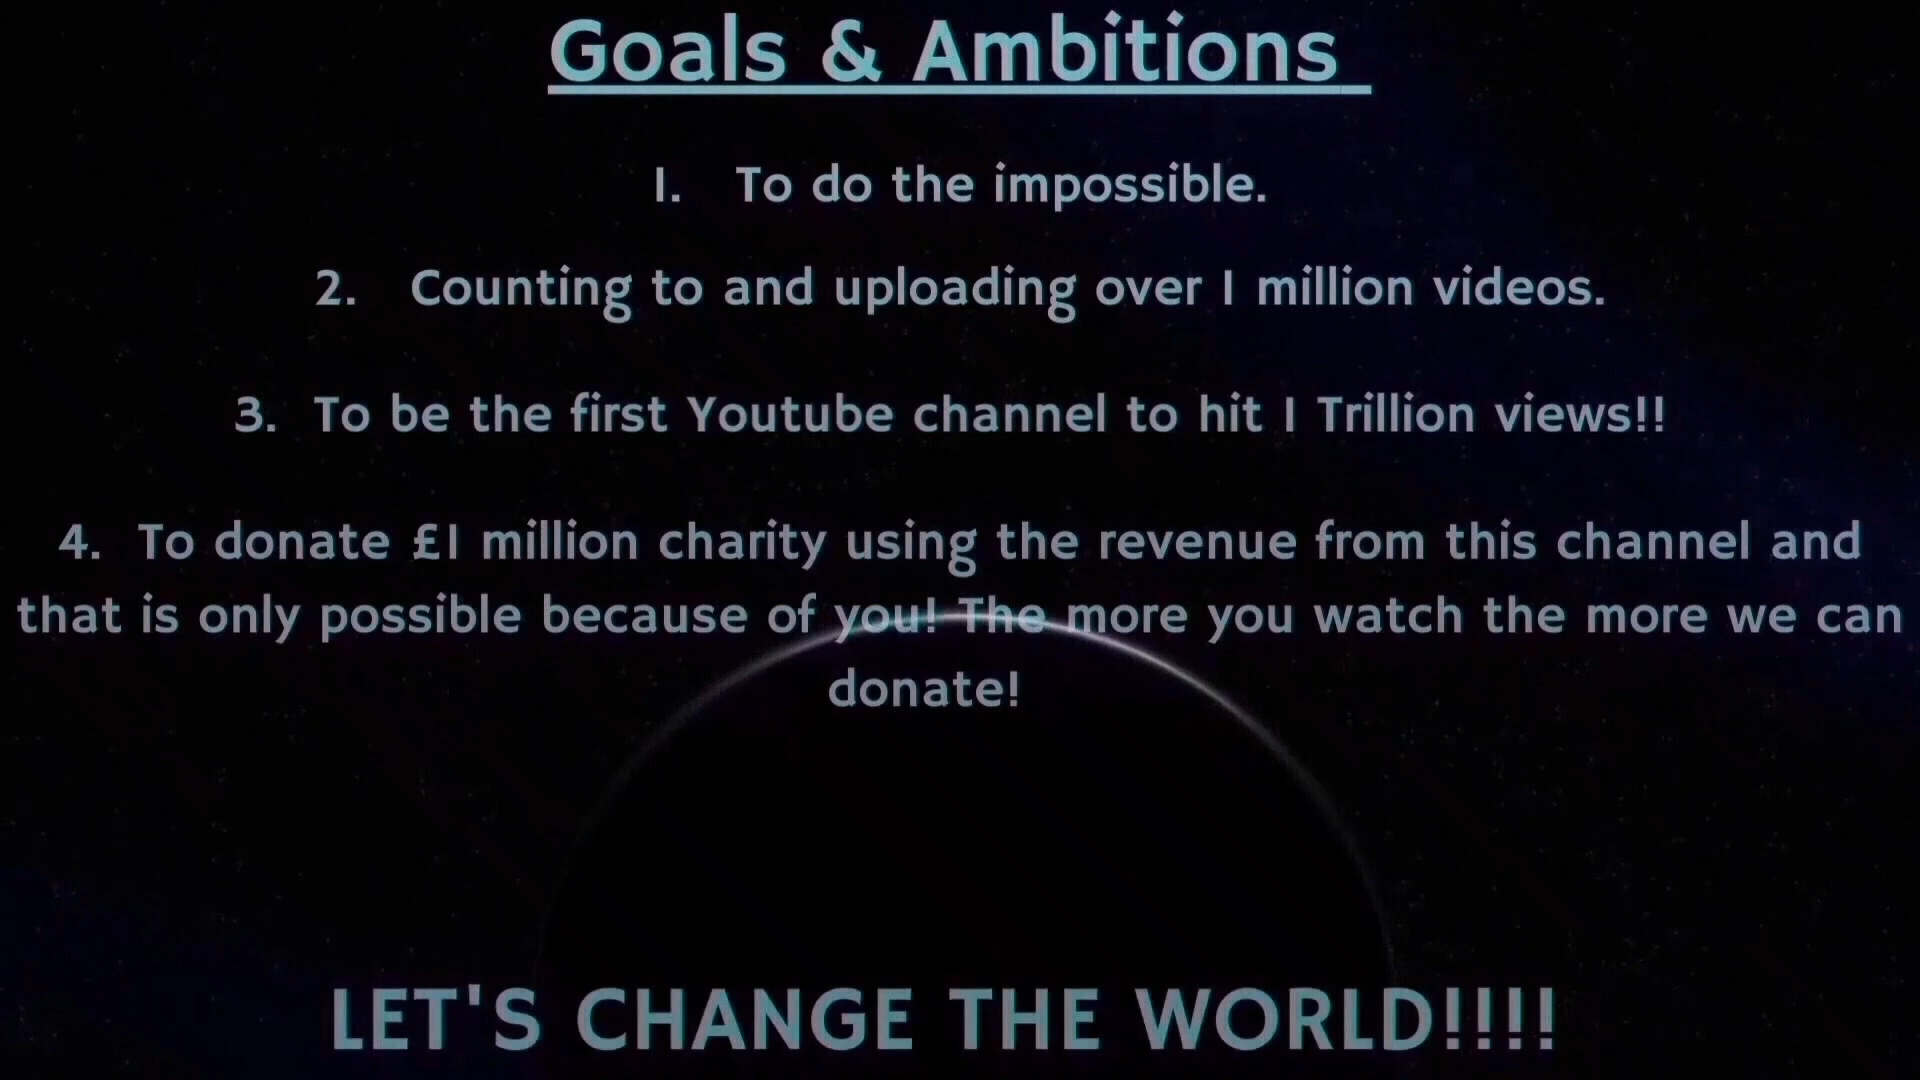 Goals & Ambitions
1. To do the impossible.
2. Counting to and uploading over 1 million videos.
3. To be the first Youtube channel to hit 1 Trillion views!!
4. To donate £1 million charity using the revenue from this channel and
that is only possible because of you! The more you watch the more we can
donate!
LET'S CHANGE THE WORLD!!!!